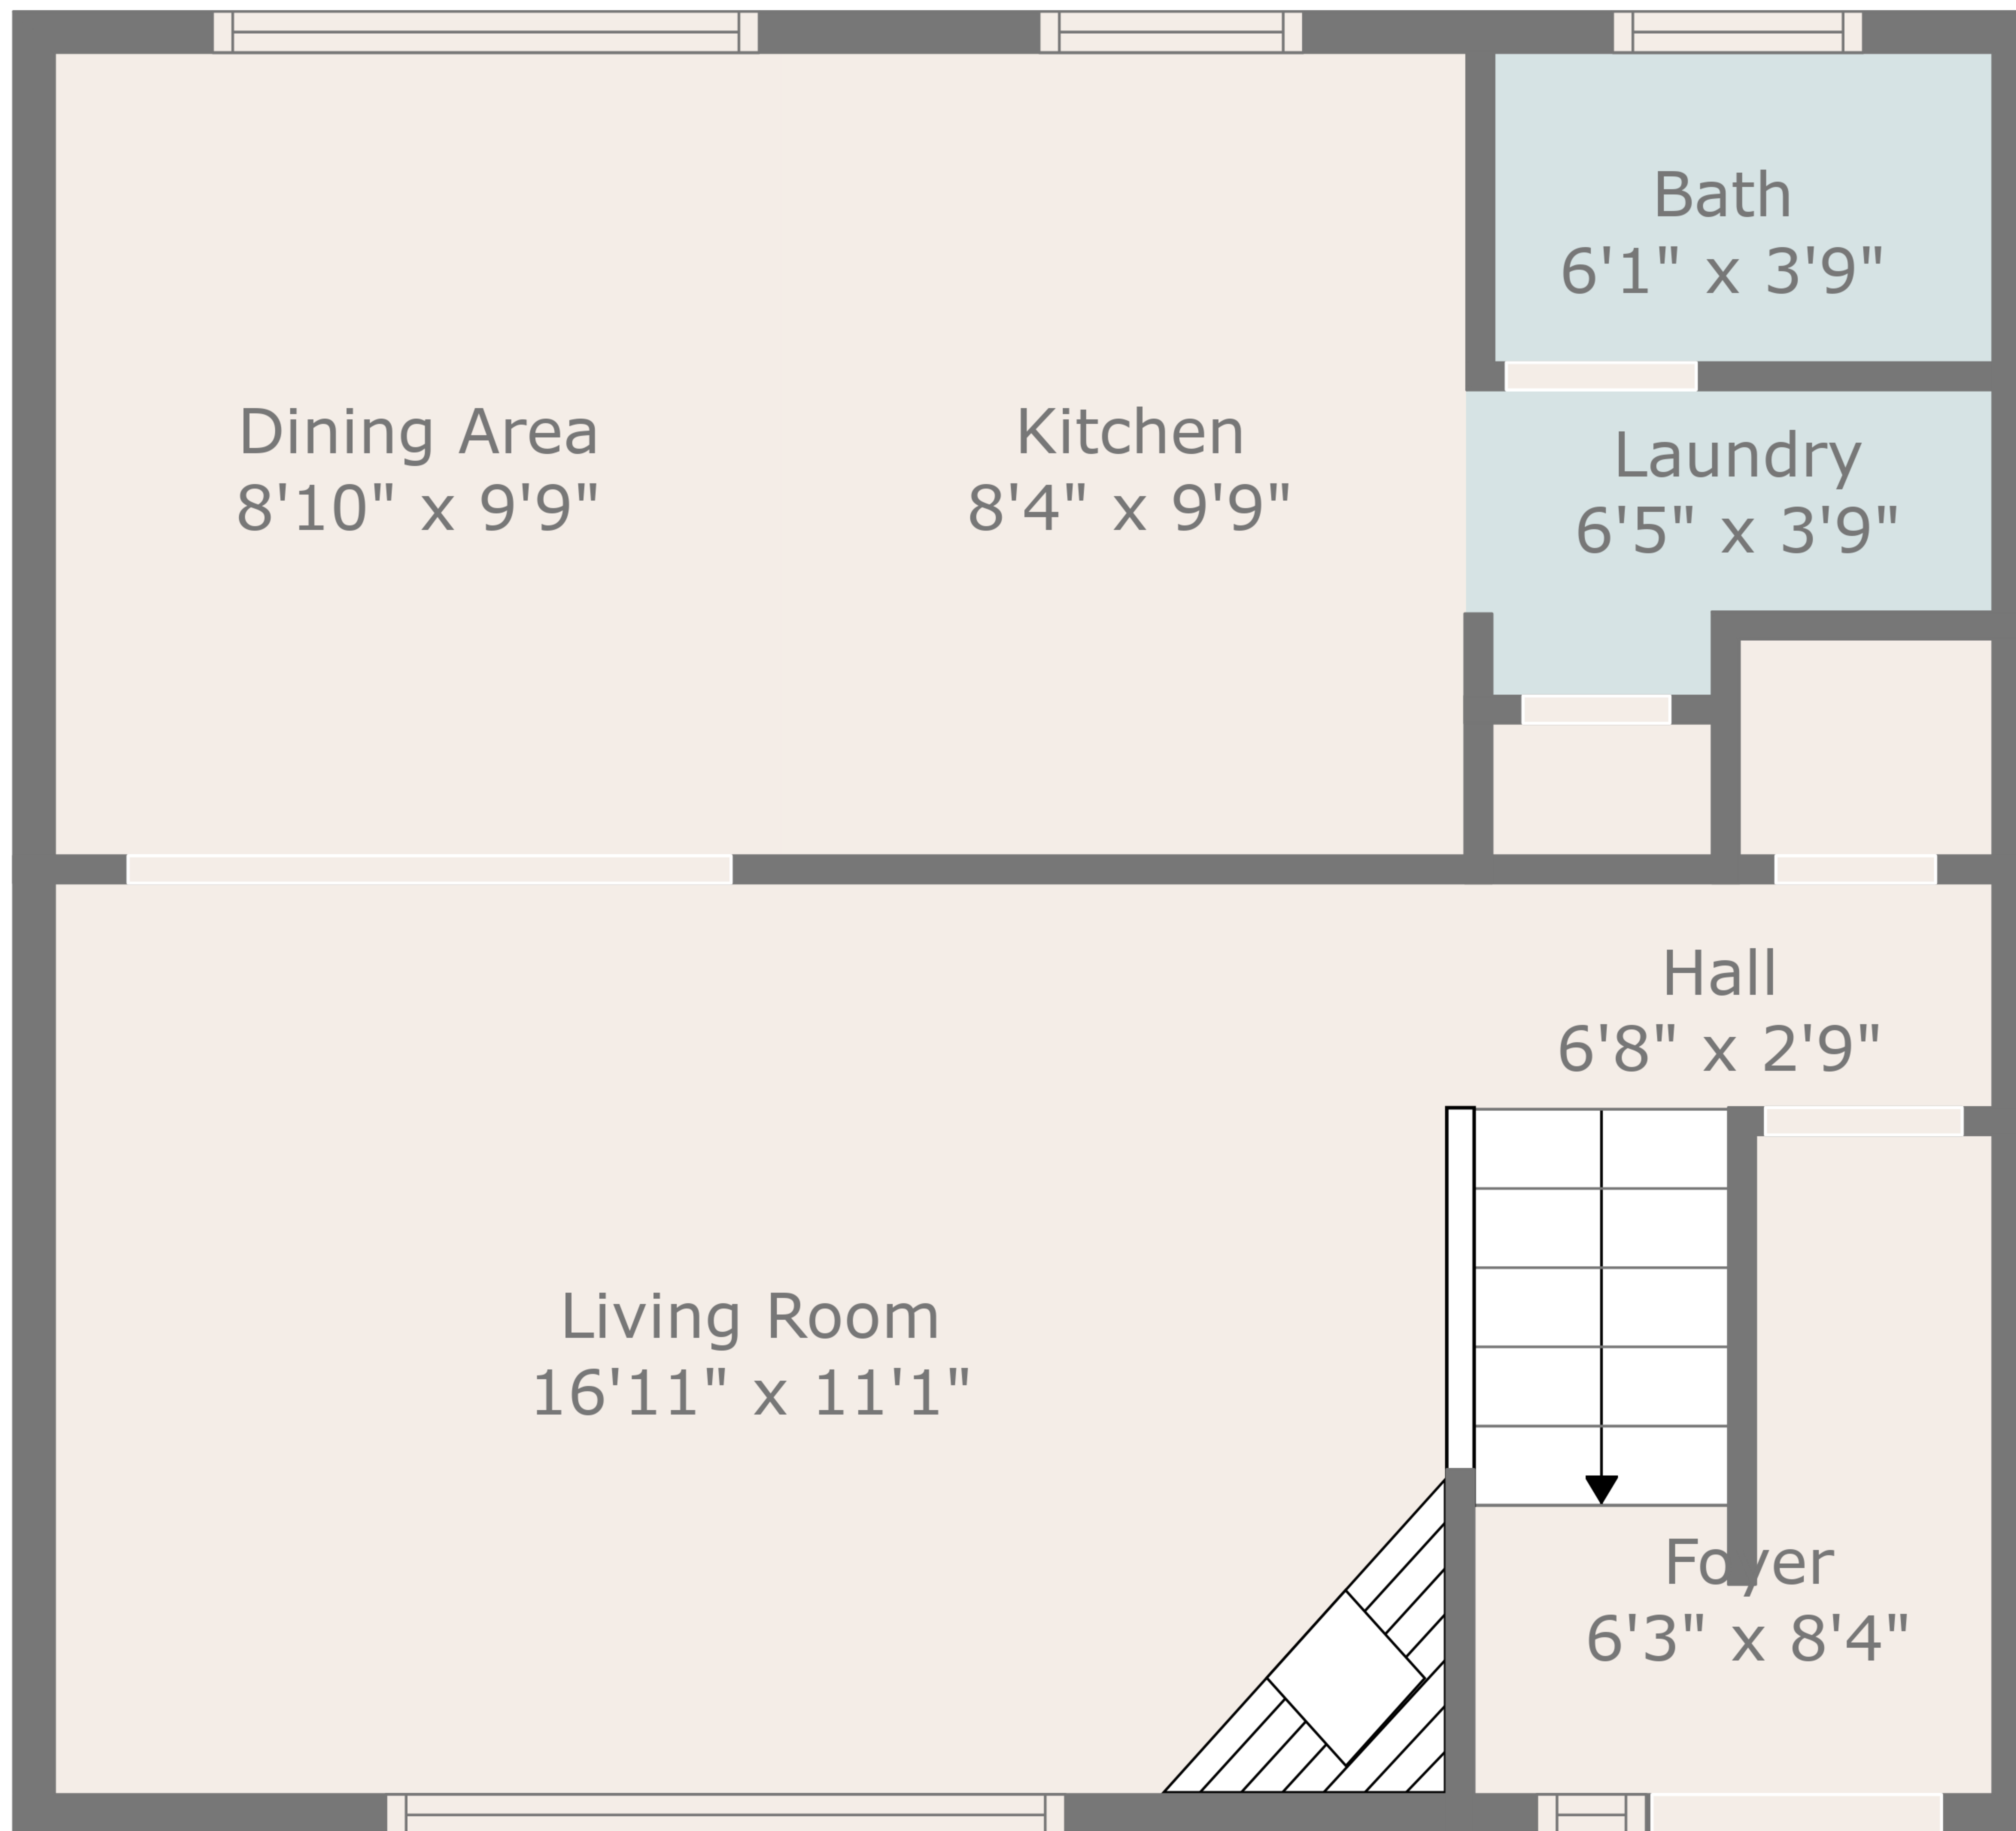 Bath
6'1" x 3'9"
Dining Area
8'10" x 9'9"
Kitchen
8'4" x 9'9"
Laundry
6'5" x 3'9"
Hall
6'8" x 2'9"
Living Room
16'11" x 11'1"
Foyer
6'3" x 8'4"